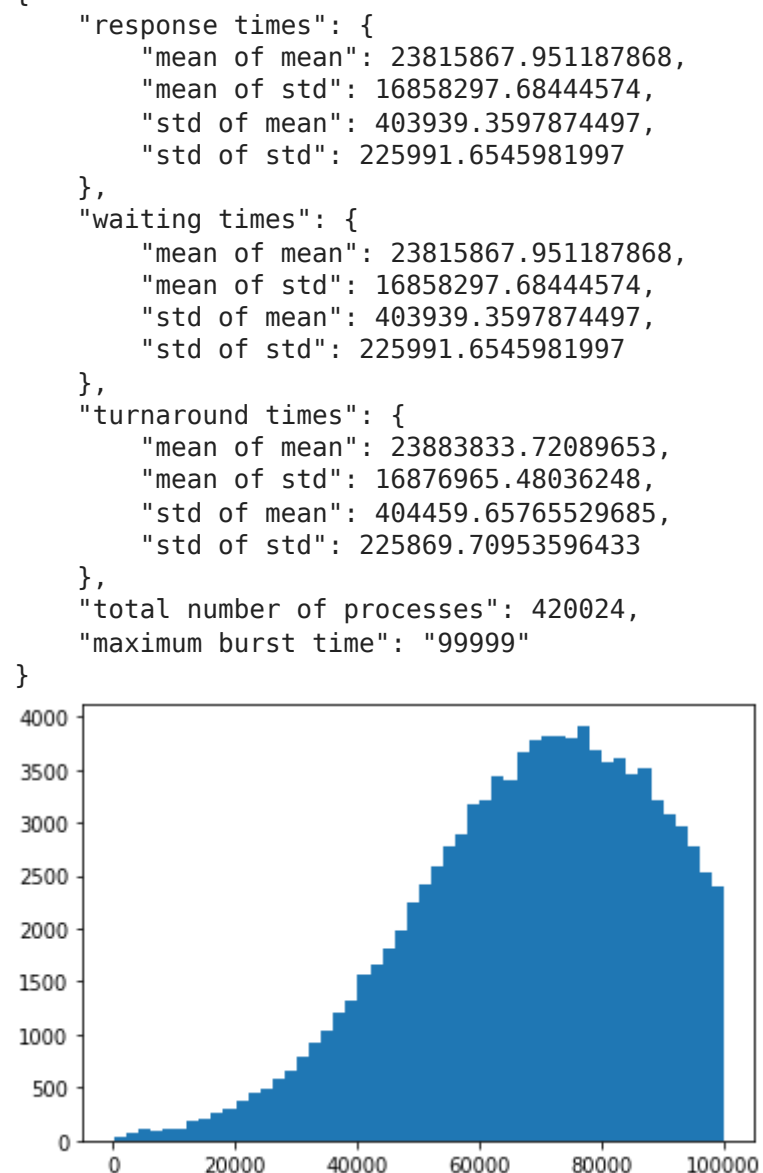 {
"response times": {
"mean of mean": 23815867.951187868,
"mean of std": 16858297.68444574,
"std of mean": 403939.3597874497,
"std of std": 225991.6545981997
},
"waiting times": {
"mean of mean": 23815867.951187868,
"mean of std": 16858297.68444574,
"std of mean": 403939.3597874497,
"std of std": 225991.6545981997
},
"turnaround times": {
"mean of mean": 23883833.72089653,
"mean of std": 16876965.48036248,
"std of mean": 404459.65765529685,
"std of std": 225869.70953596433
},
"total number of processes": 420024,
"maximum burst time": "99999"
}
4000
3500
3000
2500
2000
1500
1000
500
0
0 20000 40000 60000 80000 100000